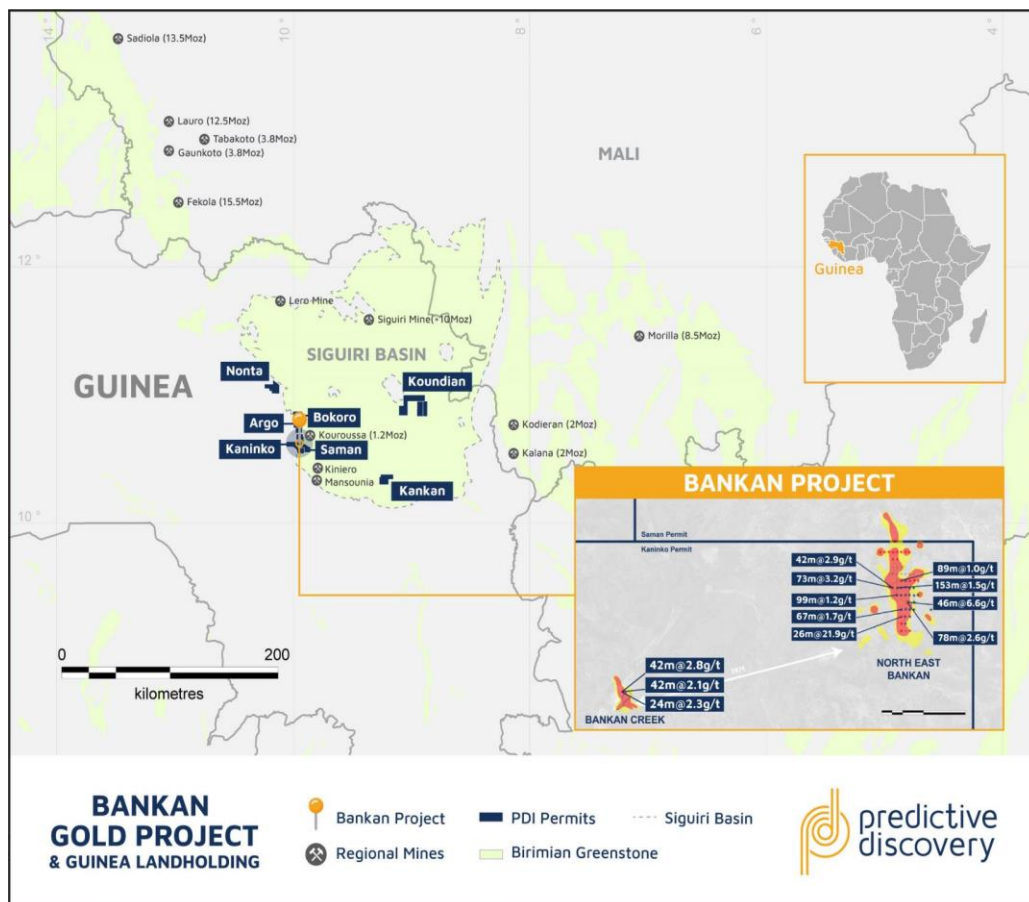 14°
10°
8°
6°
4°
Sadiola (13.5Moz)
Lauro (12.5Moz)
Tabakoto (3.8Moz)
Gaunkoto (3.8Moz)
MALI
Fekola (15.5Moz)
Guinea
12°
Lero Mine
Siguiri Mine(~10Moz)
Morilla (8.5Moz)
SIGUIRI BASIN
GUINEA
Nonta
Koundian
Argo
Bokoro
Kouroussa (1.2Moz)
Kodieran (2Moz)
Kaninko
Saman
Kalana (2Moz)
Kiniero
Mansounia
Kankan
10°
BANKAN PROJECT
Saman Permit
Kaninko Permit
42m@2.9g/t
89m@1.0g/t
73m@3.2g/t
153m@1.5g/t
99m@1.2g/t
46m@6.6g/t
67m@1.7g/t
26m@21.9g/t
78m@2.6g/t
NORTH EAST
BANKAN
42m@2.8g/t
42m@2.1g/t
24m@2.3g/t
BANKAN CREEK
0
200
kilometres
BANKAN
GOLD PROJECT
& GUINEA LANDHOLDING
Bankan Project
PDI Permits
Siguiri Basin
Regional Mines
Birimian Greenstone
predictive
discovery